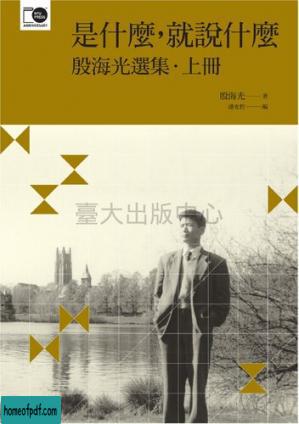 是什麼，就說什麼
殷海光選集·上冊
殷海光——著
潘光哲——編
臺大出版中心
homeofpdf.com